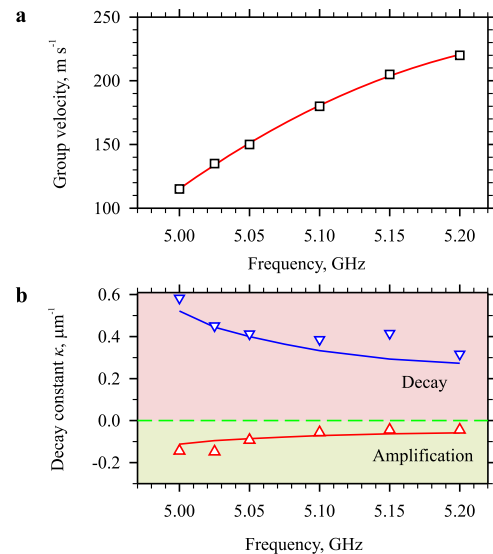 a
Group velocity, m s⁻¹
250
200
150
100
5.00 5.05 5.10 5.15 5.20
Frequency, GHz
b
Decay constant κ, μm⁻¹
0.6
0.4
0.2
0.0
-0.2
Decay
Amplification
5.00 5.05 5.10 5.15 5.20
Frequency, GHz